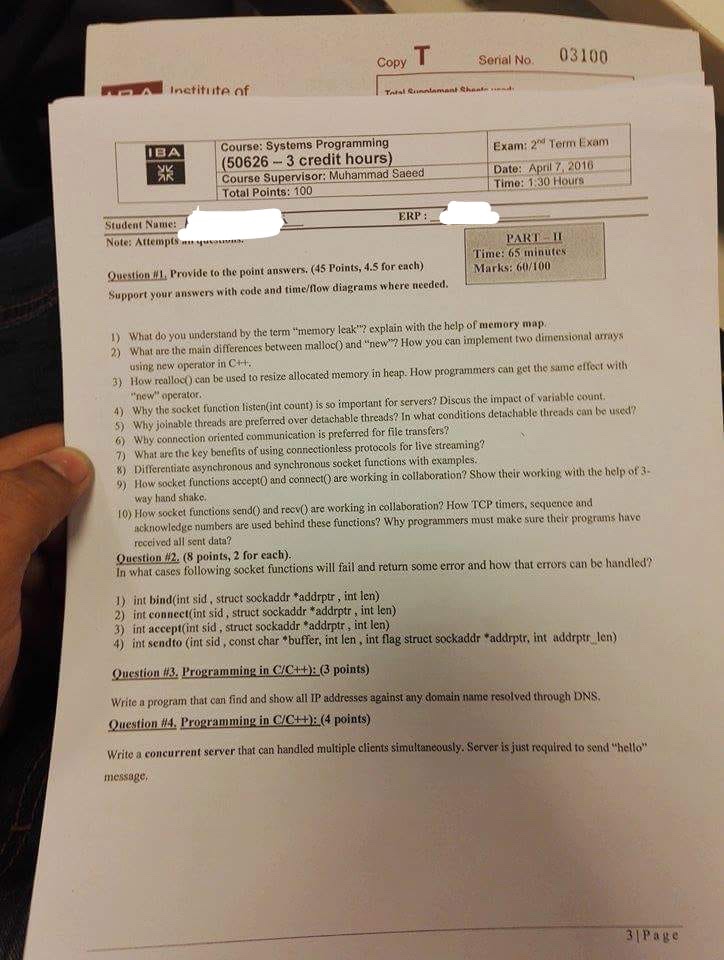 Copy T Serial No. 03100
Institute of
Total Supplement Sheets
IBA
Course: Systems Programming
(50626 – 3 credit hours)
Course Supervisor: Muhammad Saeed
Total Points: 100
Exam: 2nd Term Exam
Date: April 7, 2016
Time: 1:30 Hours
Student Name:
ERP :
Note: Attempts
PART – II
Time: 65 minutes
Marks: 60/100
Question #1. Provide to the point answers. (45 Points, 4.5 for each)
Support your answers with code and time/flow diagrams where needed.
1) What do you understand by the term “memory leak”? explain with the help of memory map.
2) What are the main differences between malloc() and “new”? How you can implement two dimensional arrays
using new operator in C++.
3) How realloc() can be used to resize allocated memory in heap. How programmers can get the same effect with
“new” operator.
4) Why the socket function listen(int count) is so important for servers? Discus the impact of variable count.
5) Why joinable threads are preferred over detachable threads? In what conditions detachable threads can be used?
6) Why connection oriented communication is preferred for file transfers?
7) What are the key benefits of using connectionless protocols for live streaming?
8) Differentiate asynchronous and synchronous socket functions with examples.
9) How socket functions accept() and connect() are working in collaboration? Show their working with the help of 3-
way hand shake.
10) How socket functions send() and recv() are working in collaboration? How TCP timers, sequence and
acknowledge numbers are used behind these functions? Why programmers must make sure their programs have
received all sent data?
Question #2. (8 points, 2 for each).
In what cases following socket functions will fail and return some error and how that errors can be handled?
1) int bind(int sid , struct sockaddr *addrptr , int len)
2) int connect(int sid , struct sockaddr *addrptr , int len)
3) int accept(int sid , struct sockaddr *addrptr , int len)
4) int sendto (int sid , const char *buffer, int len , int flag struct sockaddr *addrptr, int addrptr_len)
Question #3. Programming in C/C++): (3 points)
Write a program that can find and show all IP addresses against any domain name resolved through DNS.
Question #4. Programming in C/C++): (4 points)
Write a concurrent server that can handled multiple clients simultaneously. Server is just required to send “hello”
message.
3 | Page